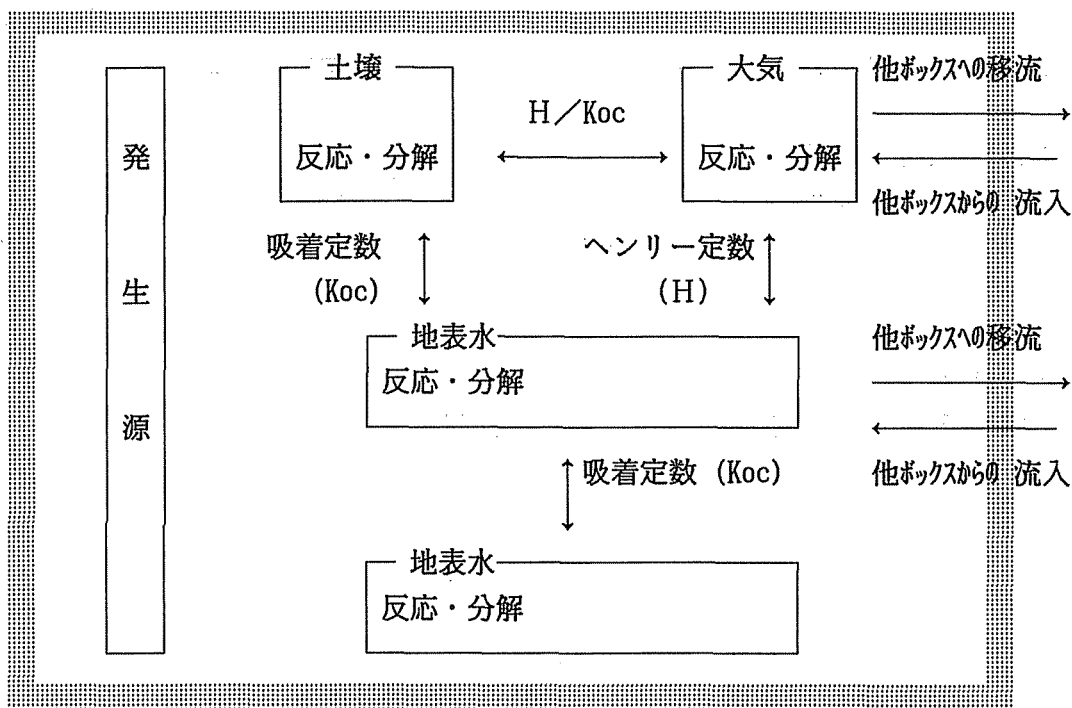 発生源
土壌
反応・分解
H／Koc
大気
反応・分解
他ボックスへの移流
他ボックスからの 流入
吸着定数
(Koc)
ヘンリー定数
(H)
地表水
反応・分解
他ボックスへの移流
他ボックスからの 流入
吸着定数 (Koc)
地表水
反応・分解